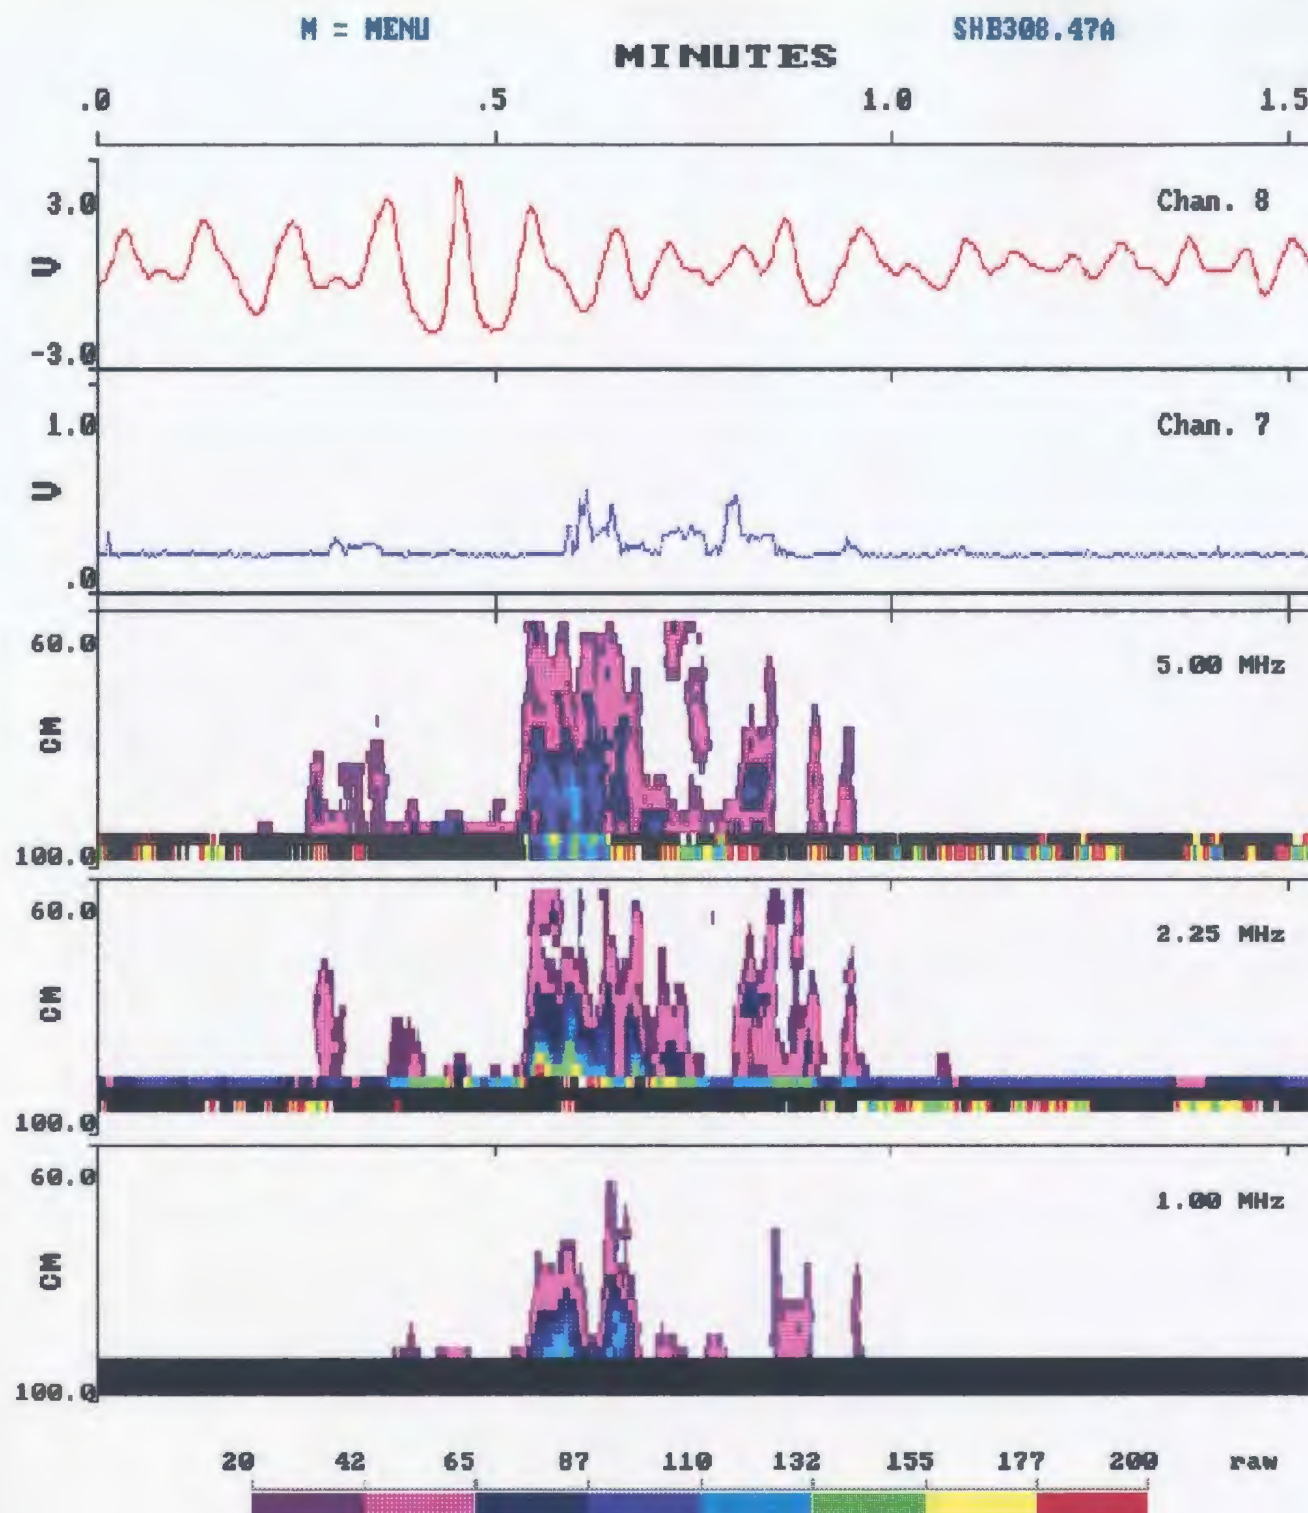 M = MENU SHB308.47A
MINUTES
.0 .5 1.0 1.5
3.0 Chan. 8
V
-3.0
1.0 Chan. 7
V
.0
60.0 5.00 MHz
CM
100.0
60.0 2.25 MHz
CM
100.0
60.0 1.00 MHz
CM
100.0
20 42 65 87 110 132 155 177 200 raw